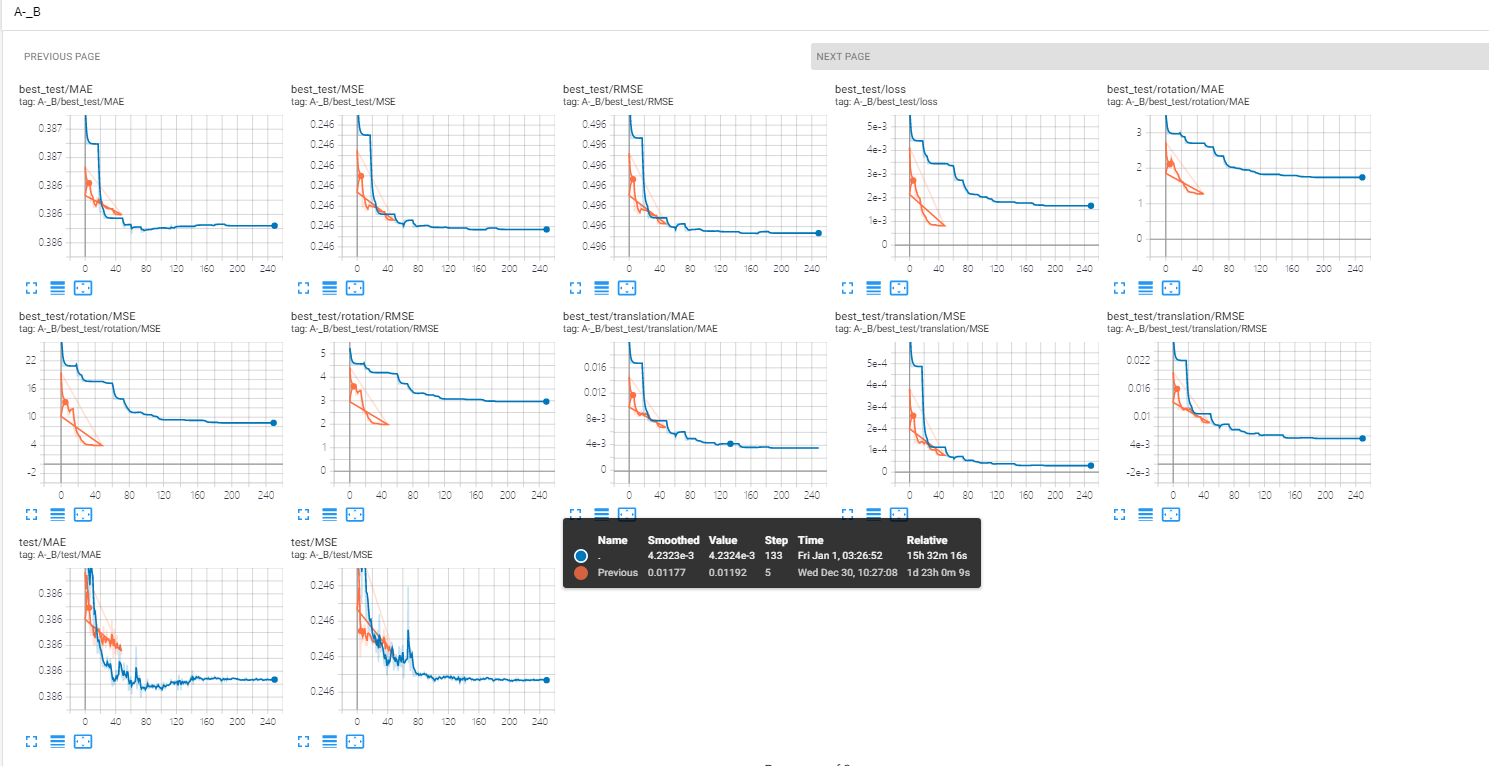 A-_B
PREVIOUS PAGE
NEXT PAGE
best_test/MAE
tag: A-_B/best_test/MAE
0.387
0.387
0.386
0.386
0.386
0 40 80 120 160 200 240
best_test/MSE
tag: A-_B/best_test/MSE
0.246
0.246
0.246
0.246
0.246
0.246
0.246
0 40 80 120 160 200 240
best_test/RMSE
tag: A-_B/best_test/RMSE
0.496
0.496
0.496
0.496
0.496
0.496
0.496
0 40 80 120 160 200 240
best_test/loss
tag: A-_B/best_test/loss
5e-3
4e-3
3e-3
2e-3
1e-3
0
0 40 80 120 160 200 240
best_test/rotation/MAE
tag: A-_B/best_test/rotation/MAE
3
2
1
0
0 40 80 120 160 200 240
best_test/rotation/MSE
tag: A-_B/best_test/rotation/MSE
22
16
10
4
-2
0 40 80 120 160 200 240
best_test/rotation/RMSE
tag: A-_B/best_test/rotation/RMSE
5
4
3
2
1
0
0 40 80 120 160 200 240
best_test/translation/MAE
tag: A-_B/best_test/translation/MAE
0.016
0.012
8e-3
4e-3
0
0 40 80 120 160 200 240
best_test/translation/MSE
tag: A-_B/best_test/translation/MSE
5e-4
4e-4
3e-4
2e-4
1e-4
0
0 40 80 120 160 200 240
best_test/translation/RMSE
tag: A-_B/best_test/translation/RMSE
0.022
0.016
0.01
4e-3
-2e-3
0 40 80 120 160 200 240
Name Smoothed Value Step Time Relative
. 4.2323e-3 4.2324e-3 133 Fri Jan 1, 03:26:52 15h 32m 16s
Previous 0.01177 0.01192 5 Wed Dec 30, 10:27:08 1d 23h 0m 9s
test/MAE
tag: A-_B/test/MAE
0.386
0.386
0.386
0.386
0.386
0 40 80 120 160 200 240
test/MSE
tag: A-_B/test/MSE
0.246
0.246
0.246
0.246
0 40 80 120 160 200 240